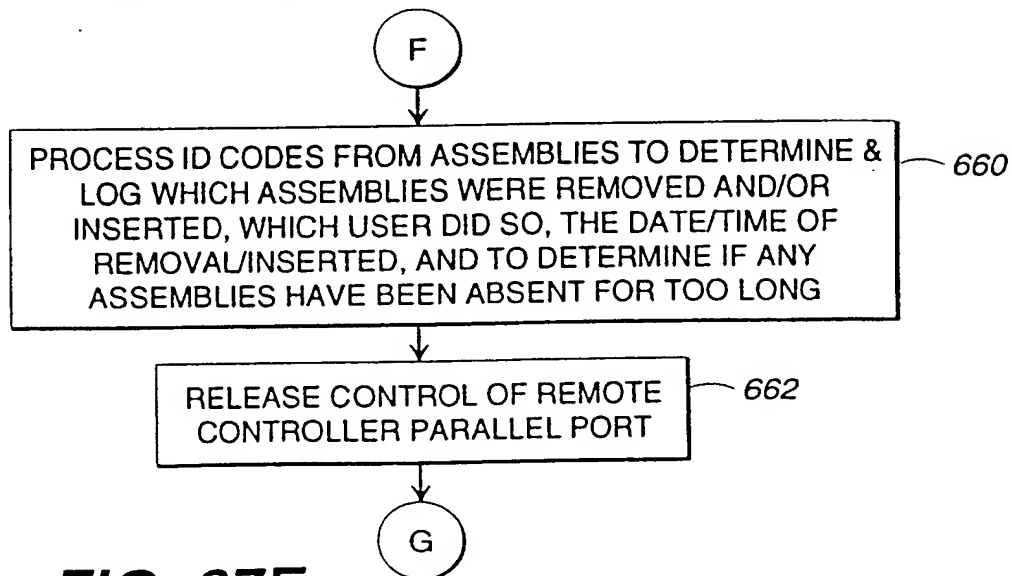 F
PROCESS ID CODES FROM ASSEMBLIES TO DETERMINE &
LOG WHICH ASSEMBLIES WERE REMOVED AND/OR
INSERTED, WHICH USER DID SO, THE DATE/TIME OF
REMOVAL/INSERTED, AND TO DETERMINE IF ANY
ASSEMBLIES HAVE BEEN ABSENT FOR TOO LONG
660
RELEASE CONTROL OF REMOTE
CONTROLLER PARALLEL PORT
662
G